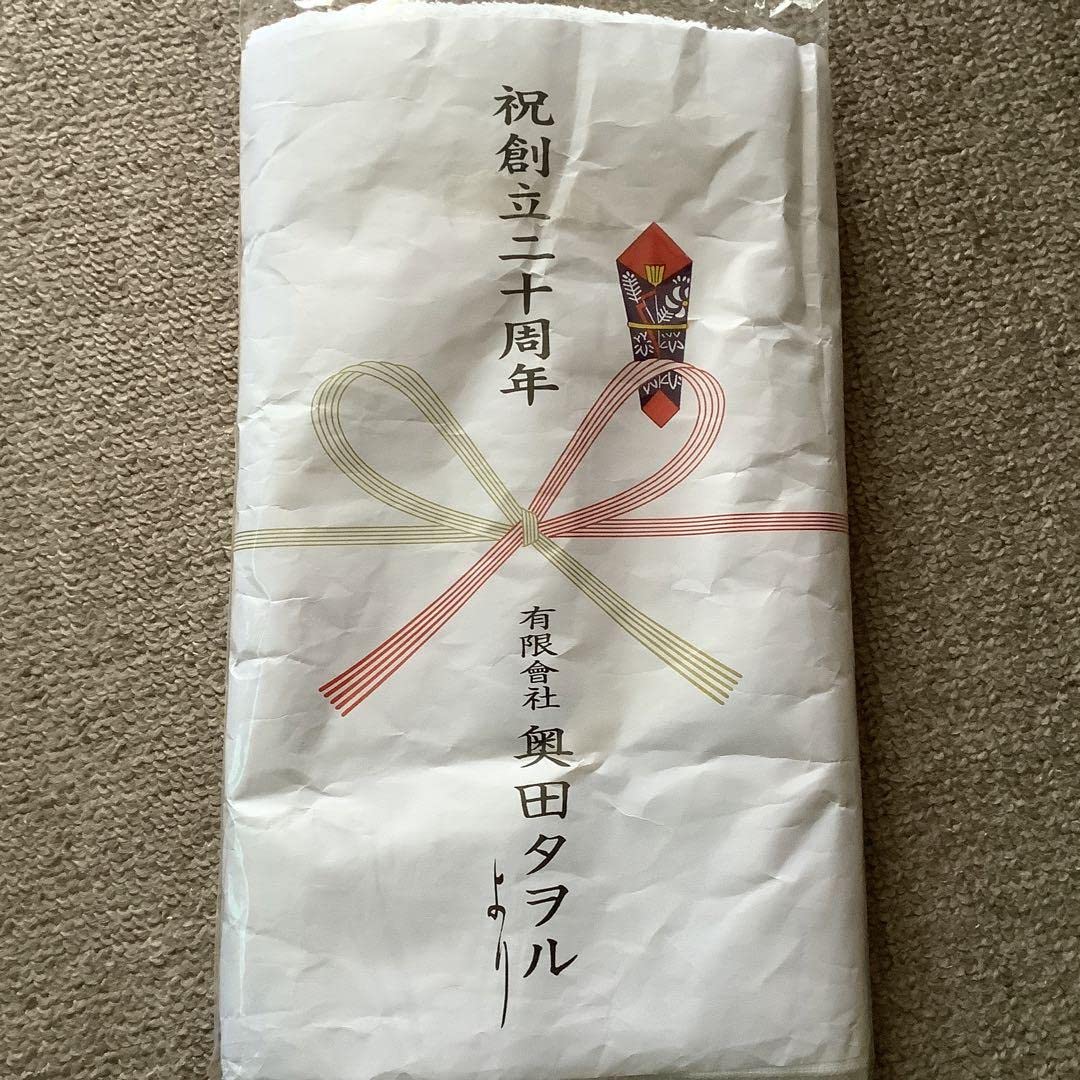 祝創立二十周年
有限會社 奥田タヲル
より